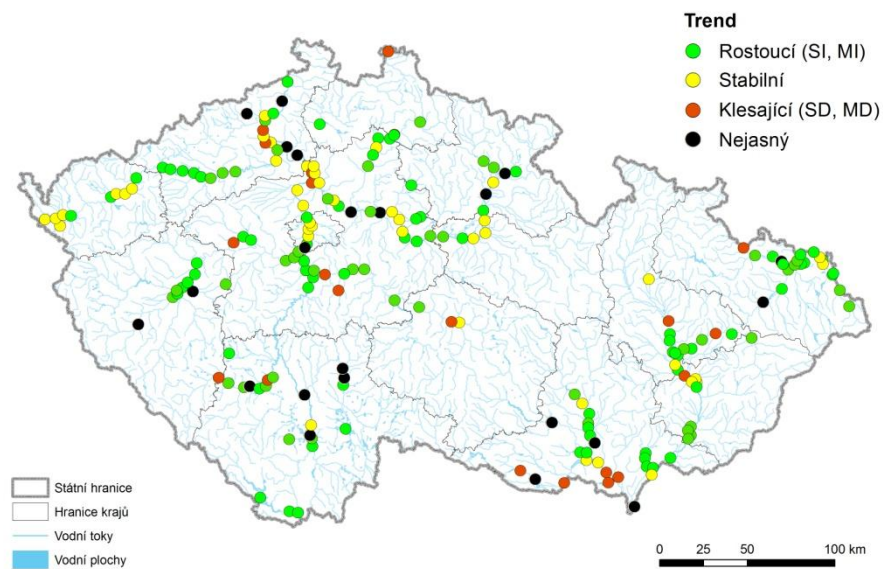 Trend
Rostoucí (SI, MI)
Stabilní
Klesající (SD, MD)
Nejasný
Státní hranice
Hranice krajů
Vodní toky
Vodní plochy
0 25 50 100 km